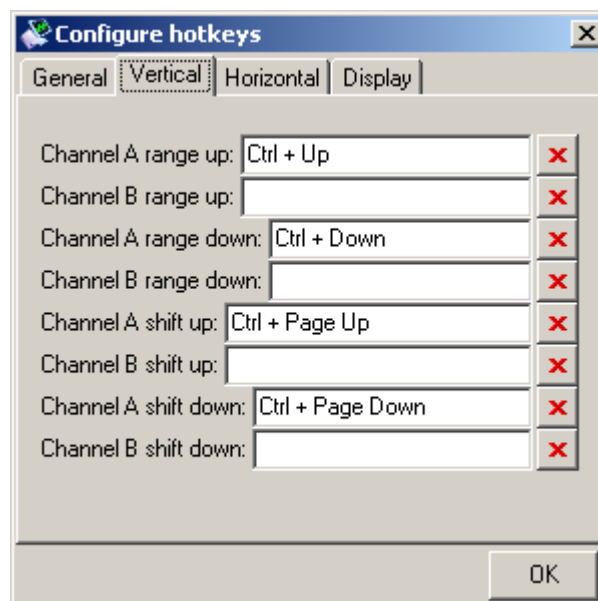 Configure hotkeys
General Vertical Horizontal Display
Channel A range up: Ctrl + Up
Channel B range up:
Channel A range down: Ctrl + Down
Channel B range down:
Channel A shift up: Ctrl + Page Up
Channel B shift up:
Channel A shift down: Ctrl + Page Down
Channel B shift down:
OK